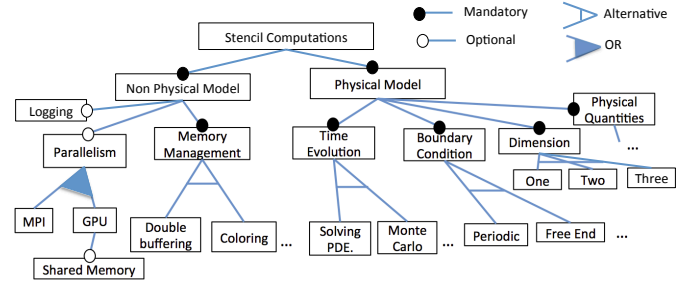 Mandatory
Alternative
Stencil Computations
Optional
OR
Non Physical Model
Physical Model
Logging
Physical
Quantities
Parallelism
Memory
Management
Time
Evolution
Boundary
Condition
Dimension
...
One
Two
Three
MPI
GPU
Double
buffering
Coloring
...
Solving
PDE.
Monte
Carlo
...
Periodic
Free End
...
Shared Memory